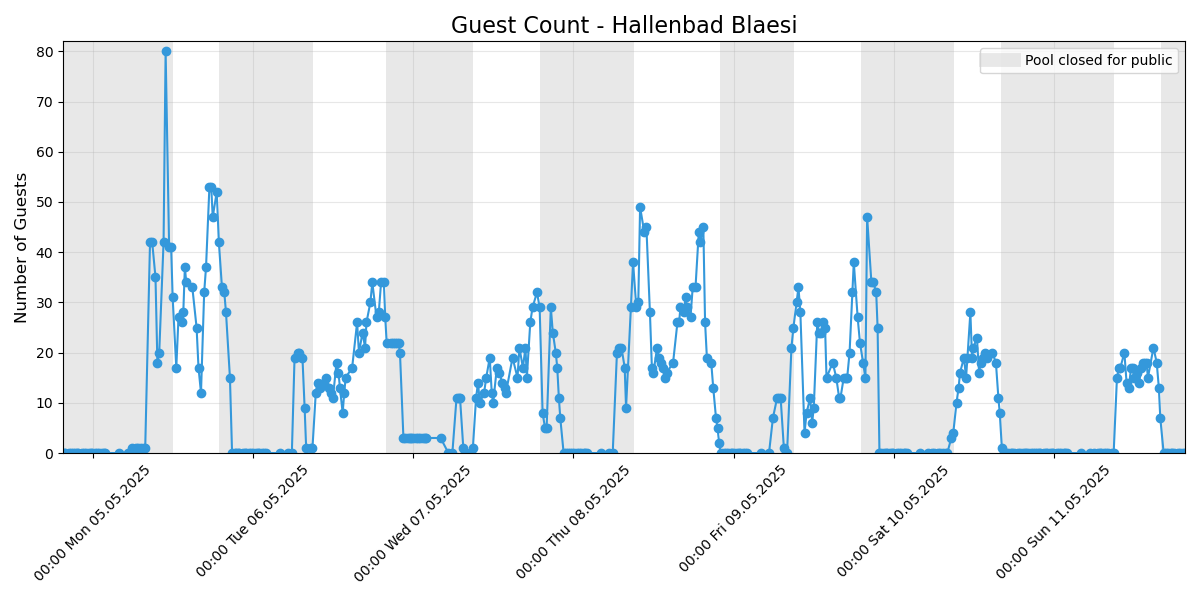 Guest Count - Hallenbad Blaesi
Pool closed for public
Number of Guests
80
70
60
50
40
30
20
10
0
00:00 Mon 05.05.2025
00:00 Tue 06.05.2025
00:00 Wed 07.05.2025
00:00 Thu 08.05.2025
00:00 Fri 09.05.2025
00:00 Sat 10.05.2025
00:00 Sun 11.05.2025